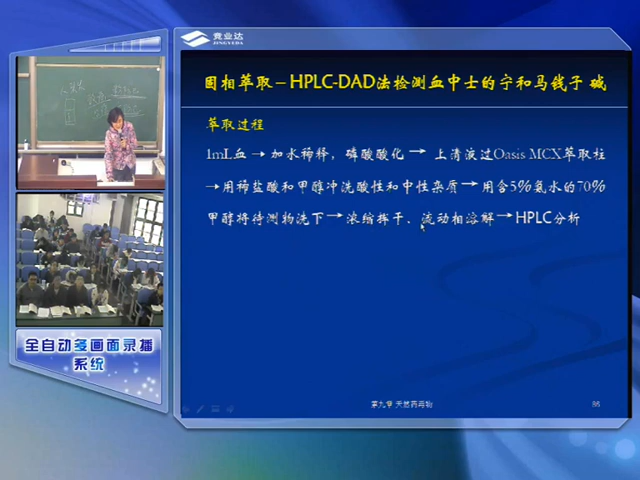 竞业达
JINGYEDA
固相萃取-HPLC-DAD法检测血中士的宁和马钱子碱
萃取过程
1mL血→加水稀释，磷酸酸化→上清液过Oasis MCX萃取柱
→用稀盐酸和甲醇冲洗酸性和中性杂质→用含5%氨水的70%
甲醇将待测物洗下→浓缩挥干、流动相溶解→HPLC分析
全自动多画面录播
系统
第九章 天然药毒物
86